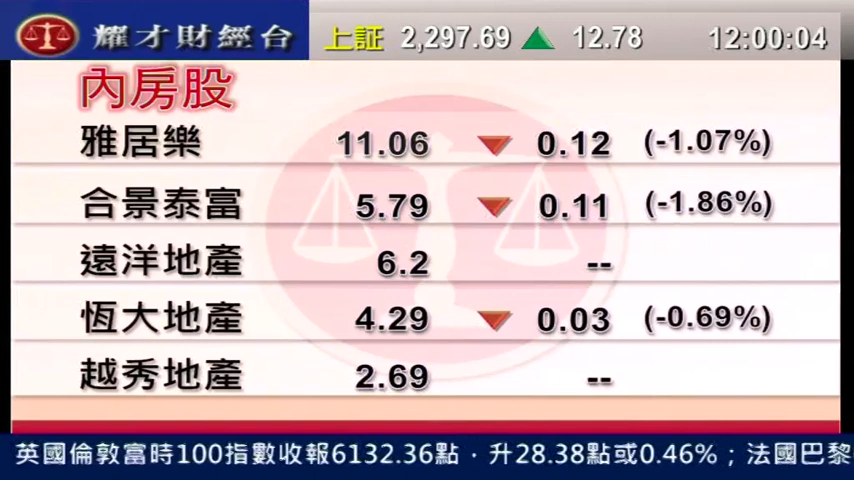 耀才財經台 上証 2,297.69 ▲ 12.78 12:00:04
內房股
雅居樂 11.06 ▼ 0.12 (-1.07%)
合景泰富 5.79 ▼ 0.11 (-1.86%)
遠洋地產 6.2 --
恆大地產 4.29 ▼ 0.03 (-0.69%)
越秀地產 2.69 --
英國倫敦富時100指數收報6132.36點．升28.38點或0.46%；法國巴黎